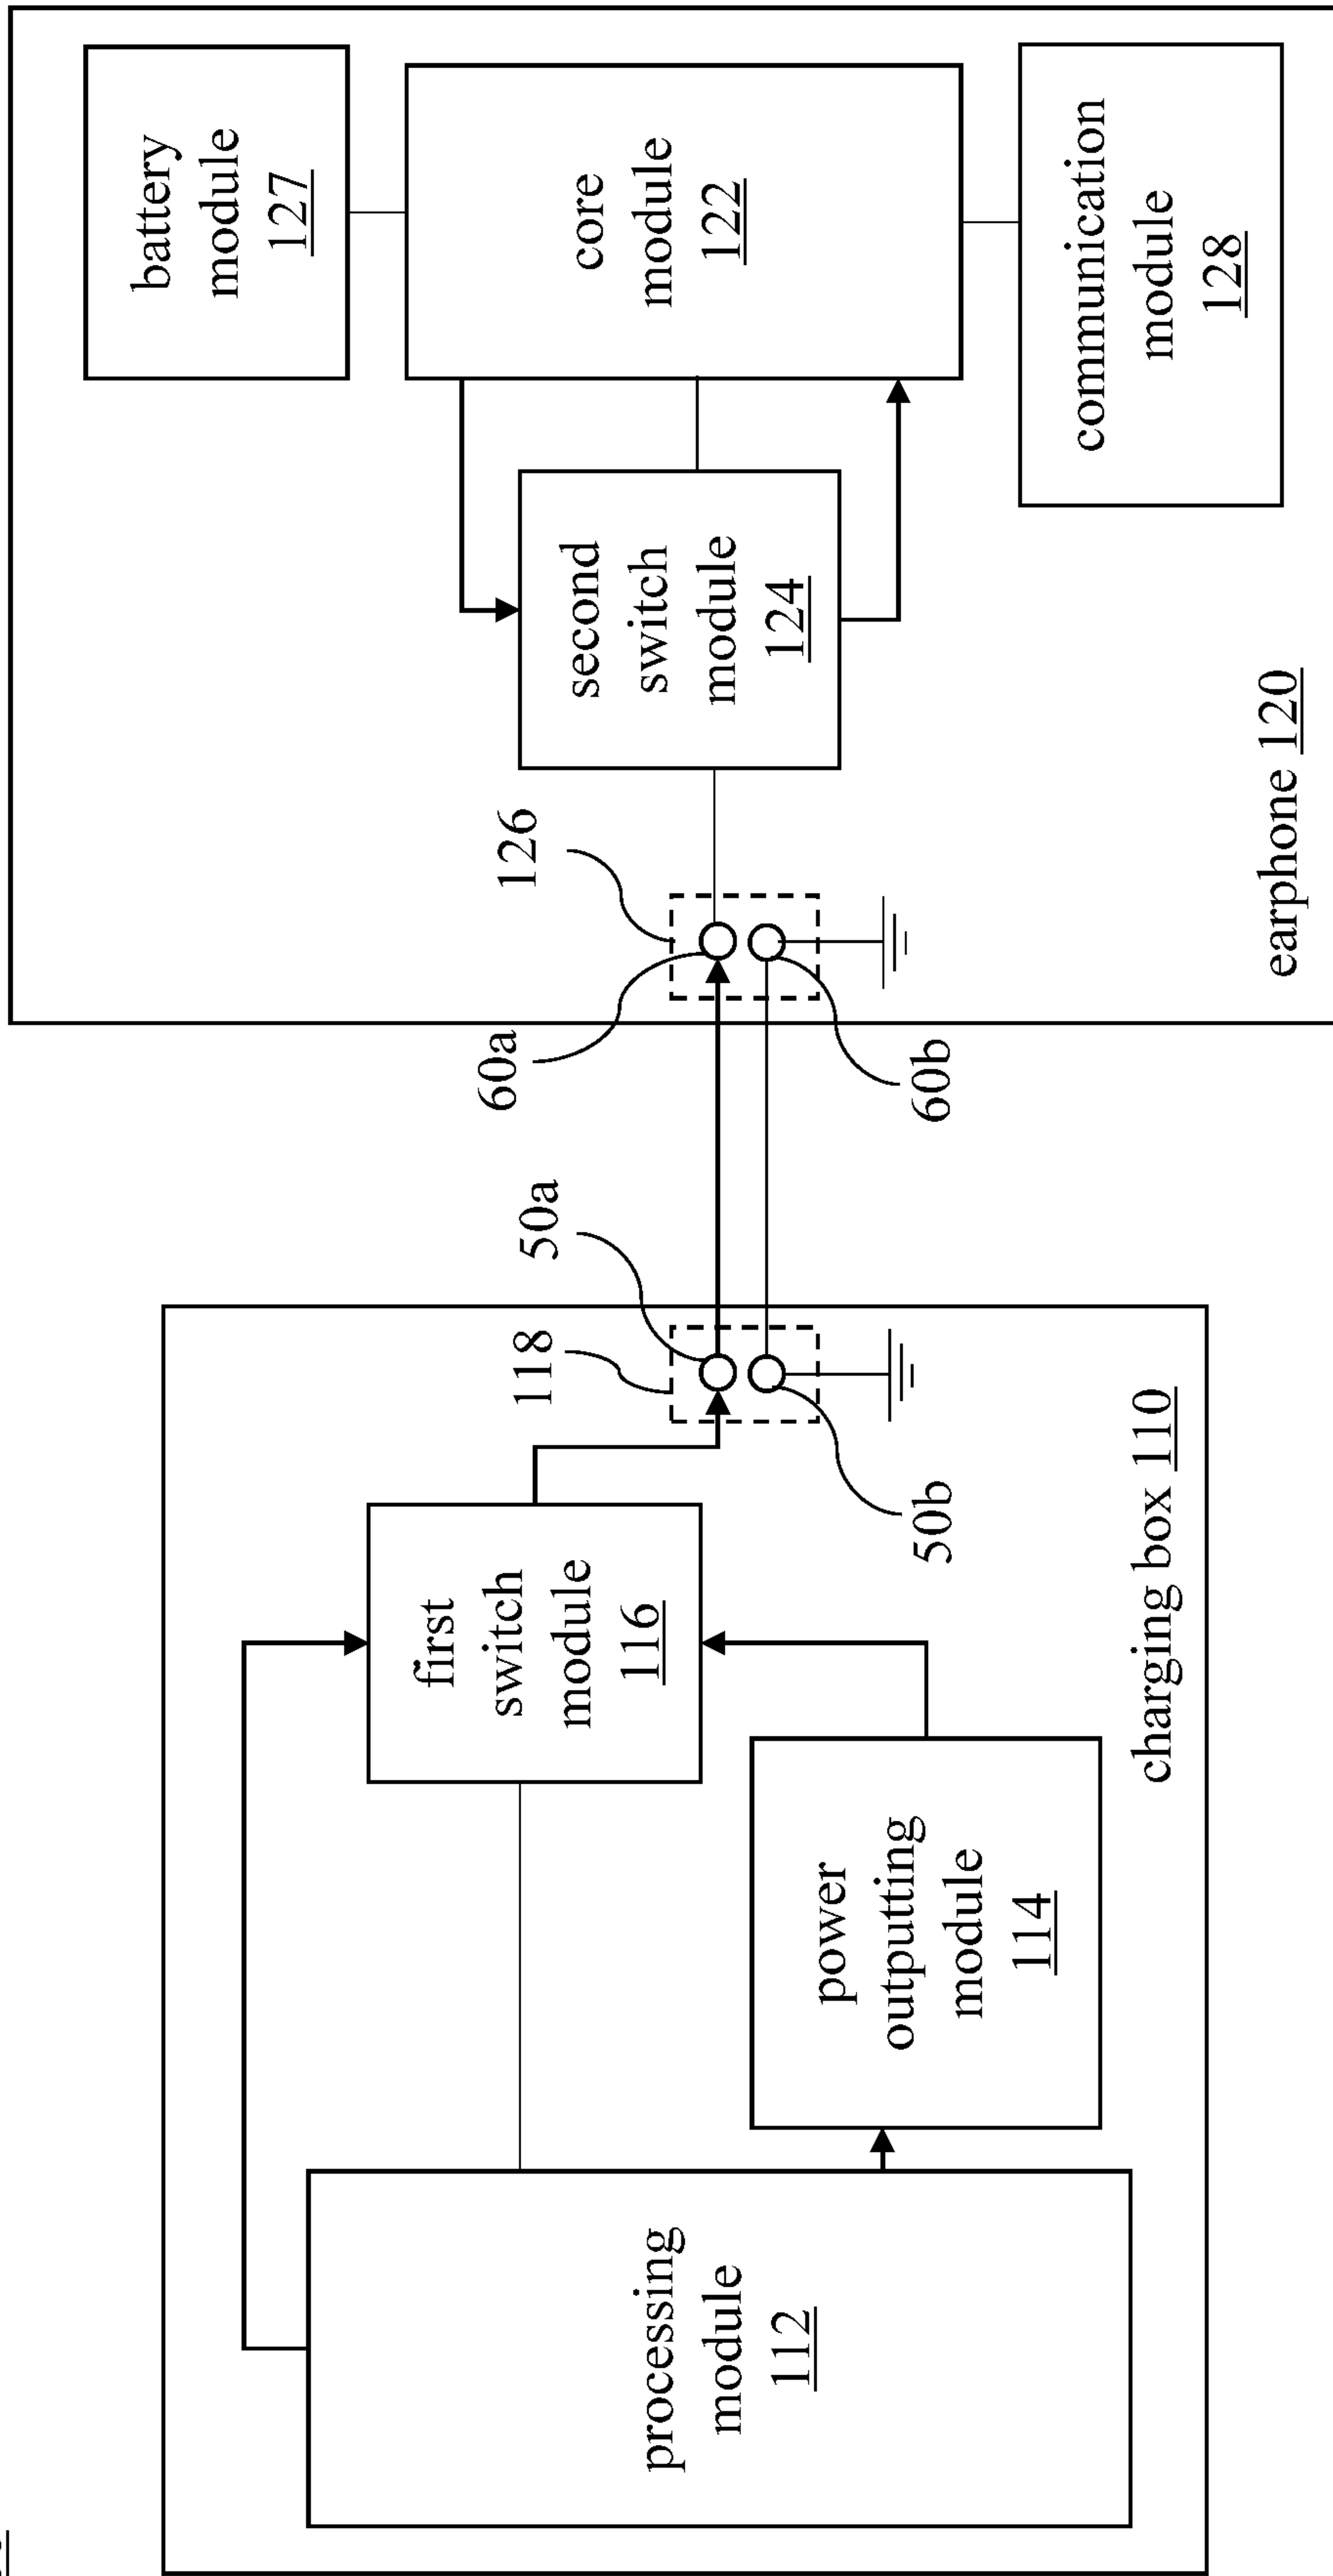 processing
module
112
power
outputting
module
114
first
switch
module
116
118
50a
50b
charging box 110
60a
60b
126
second
switch
module
124
battery
module
127
core
module
122
communication
module
128
earphone 120